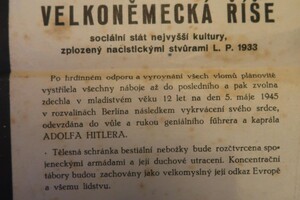 VELKONĚMECKÁ ŘÍŠE
sociální stát nejvyšší kultury,
zplozený nacistickými stvůrami L. P. 1933
Po hrdinném odporu a vyrovnání všech vlomů plánovitě
vystřílela všechny náboje až do posledního a pak zvolna
zdechla v mladistvém věku 12 let na den 5. máje 1945
v rozvalinách Berlína následkem vykrvácení svého srdce,
odevzdána do vůle a rukou geniálního führera a kaprála
ADOLFA HITLERA.
Tělesná schránka bestiální nebožky bude rozčtvrcena spo-
jeneckými armádami a její duchové utraceni. Koncentrační
tábory budou zachovány jako velkomyslný její odkaz Evropě
a všemu lidstvu.